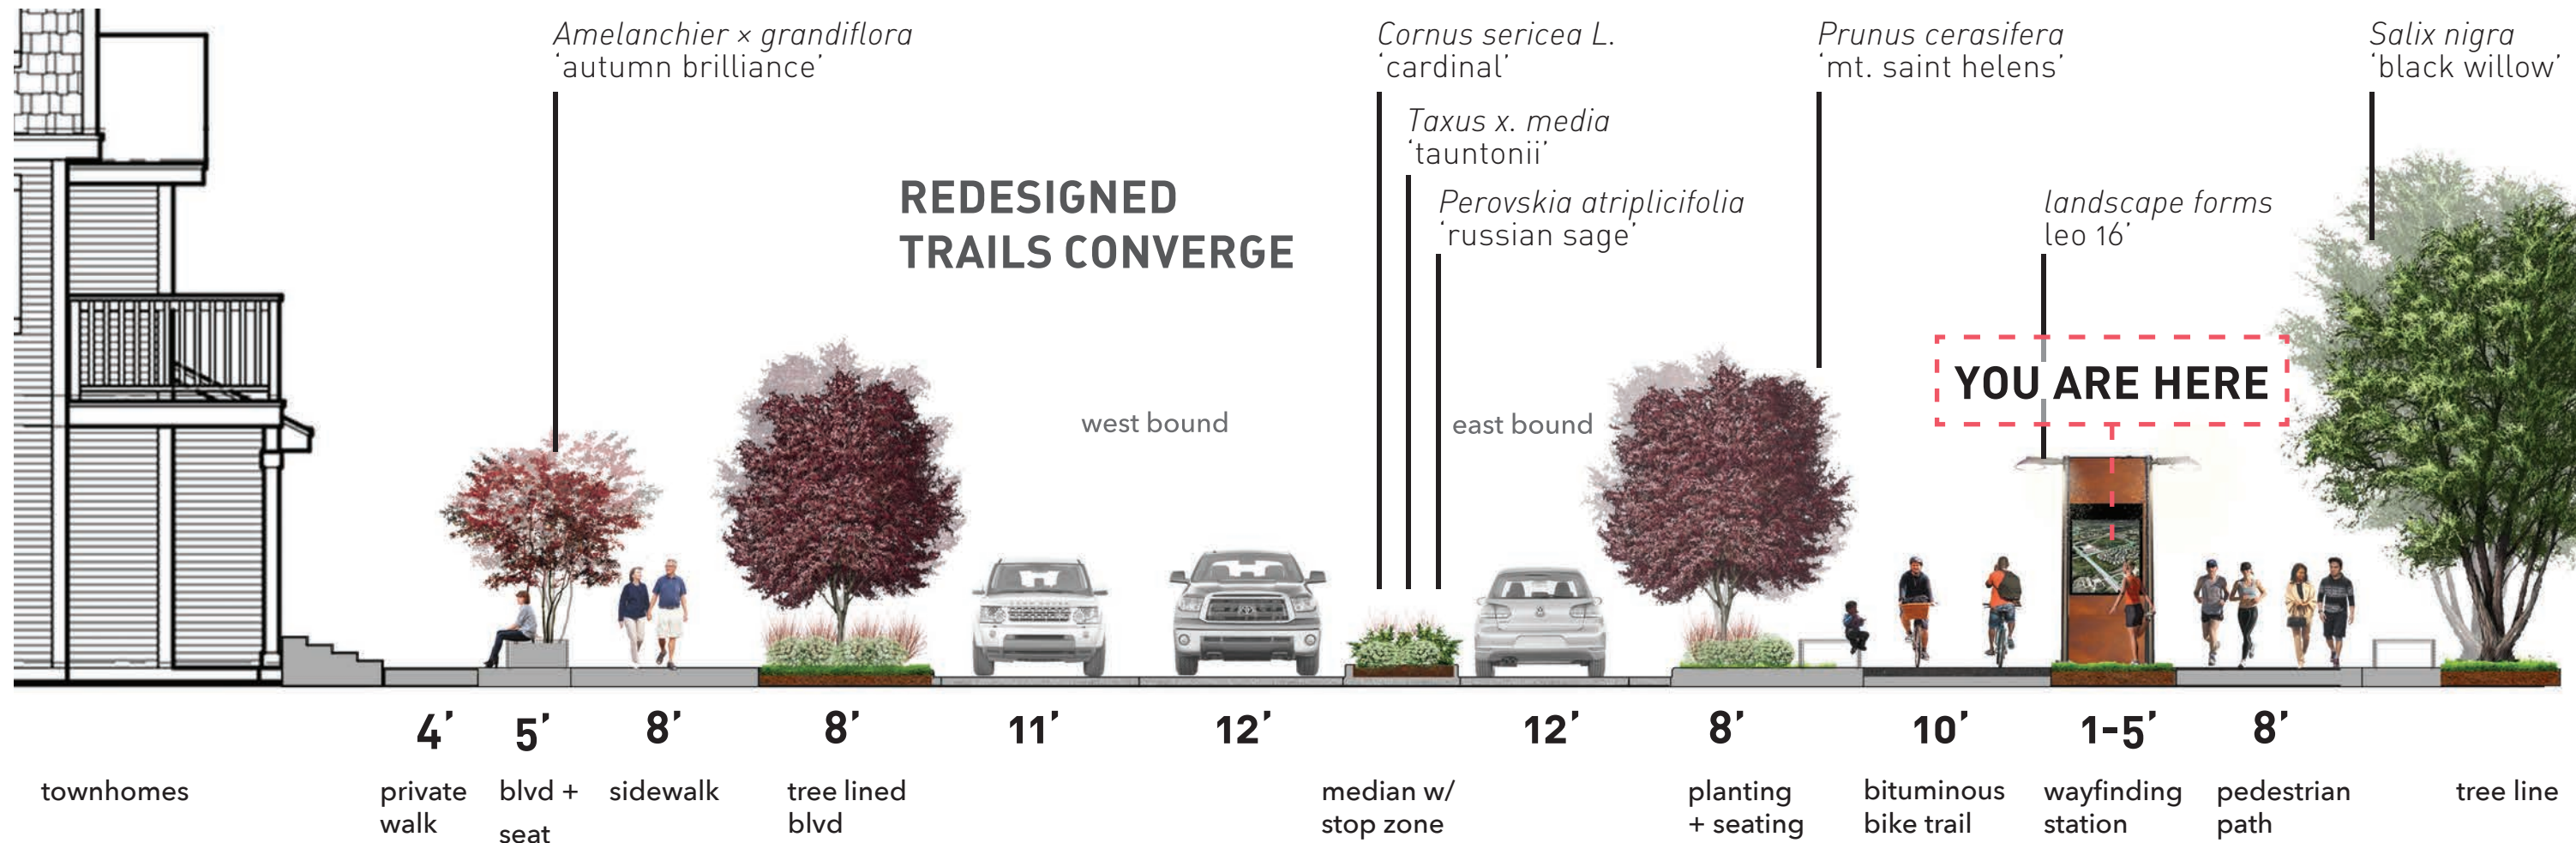 Amelanchier × grandiflora
‘autumn brilliance’
Cornus sericea L.
‘cardinal’
Taxus x. media
‘tauntonii’
Perovskia atriplicifolia
‘russian sage’
Prunus cerasifera
‘mt. saint helens’
landscape forms
leo 16’
Salix nigra
‘black willow’
REDESIGNED
TRAILS CONVERGE
YOU ARE HERE
west bound
east bound
4’
5’
8’
8’
11’
12’
12’
8’
10’
1-5’
8’
townhomes
private
walk
blvd +
seat
sidewalk
tree lined
blvd
median w/
stop zone
planting
+ seating
bituminous
bike trail
wayfinding
station
pedestrian
path
tree line